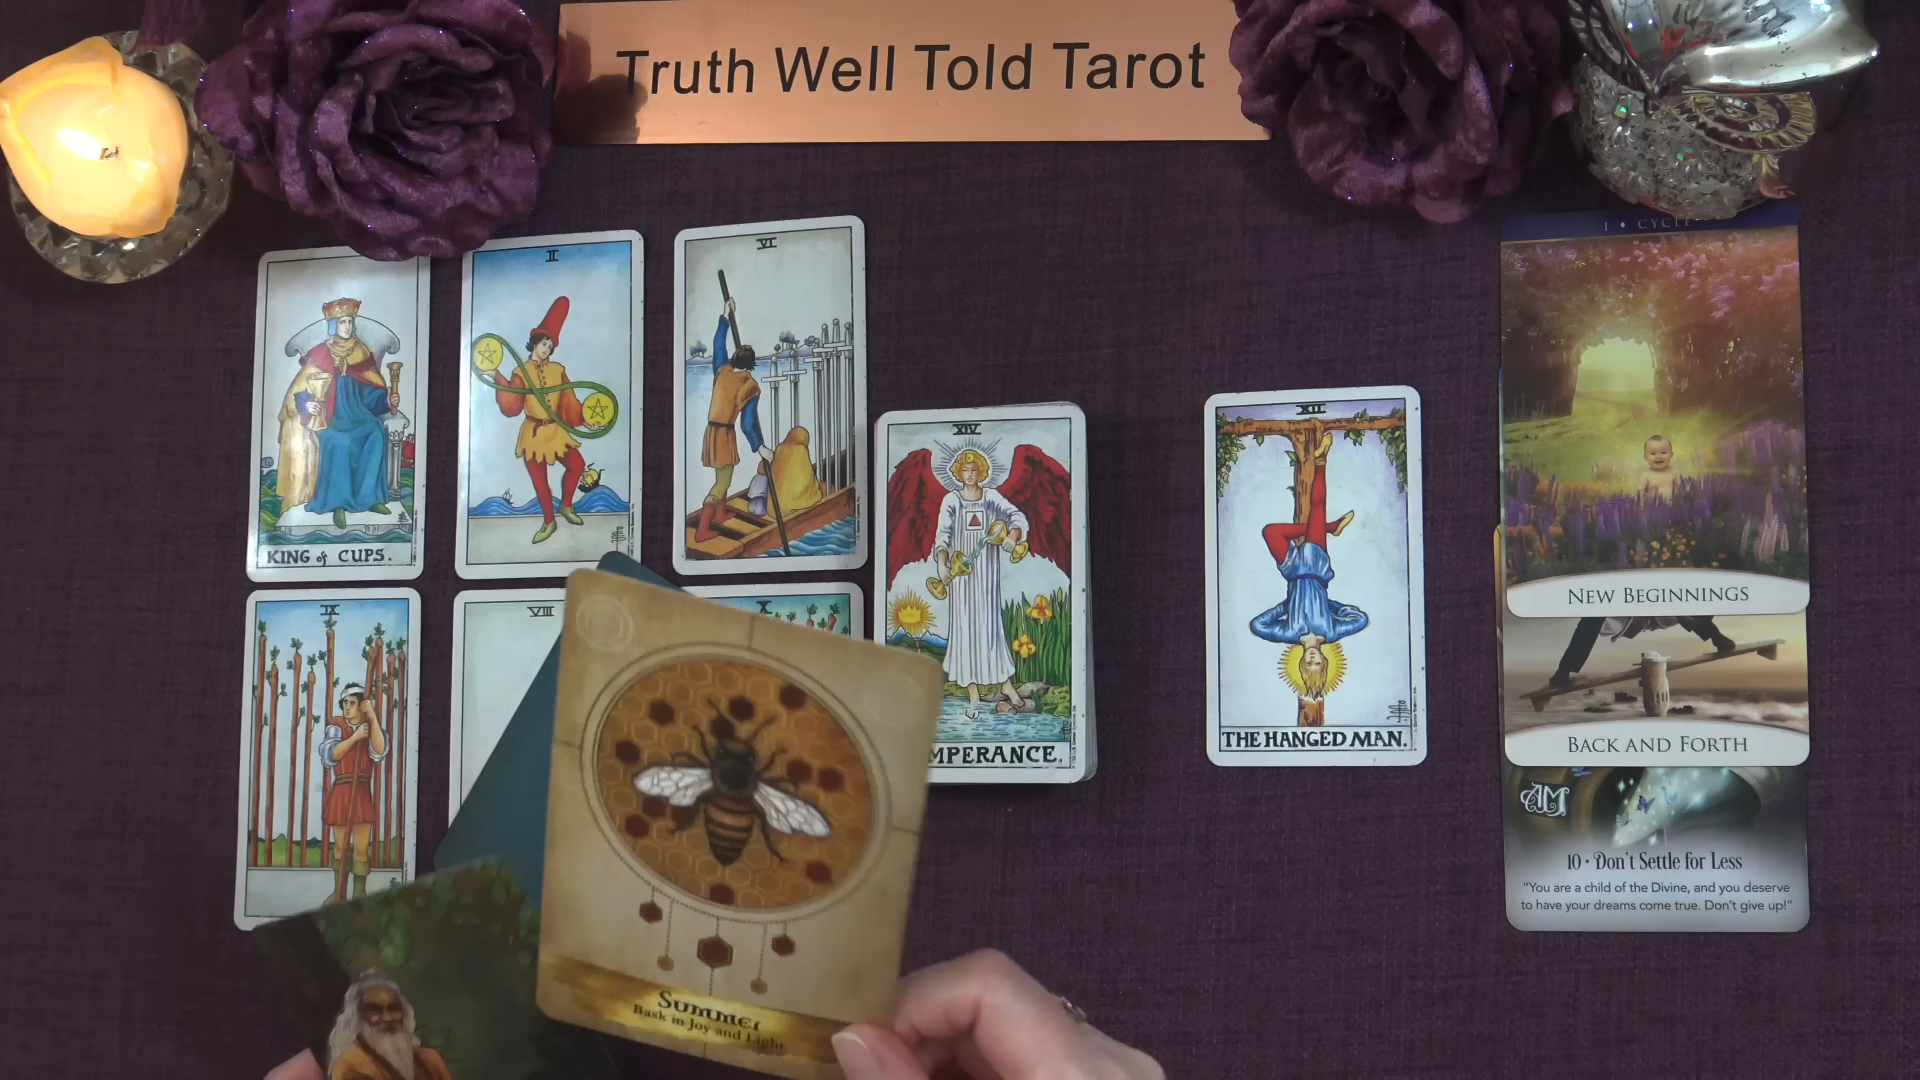 Truth Well Told Tarot
KING of CUPS.
II
VI
XIV
XII
THE HANGED MAN.
IX
VIII
X
Summer
Bask in Joy and Light
NEW BEGINNINGS
BACK AND FORTH
AM
10 • Don't Settle for Less
"You are a child of the Divine, and you deserve
to have your dreams come true. Don't give up!"